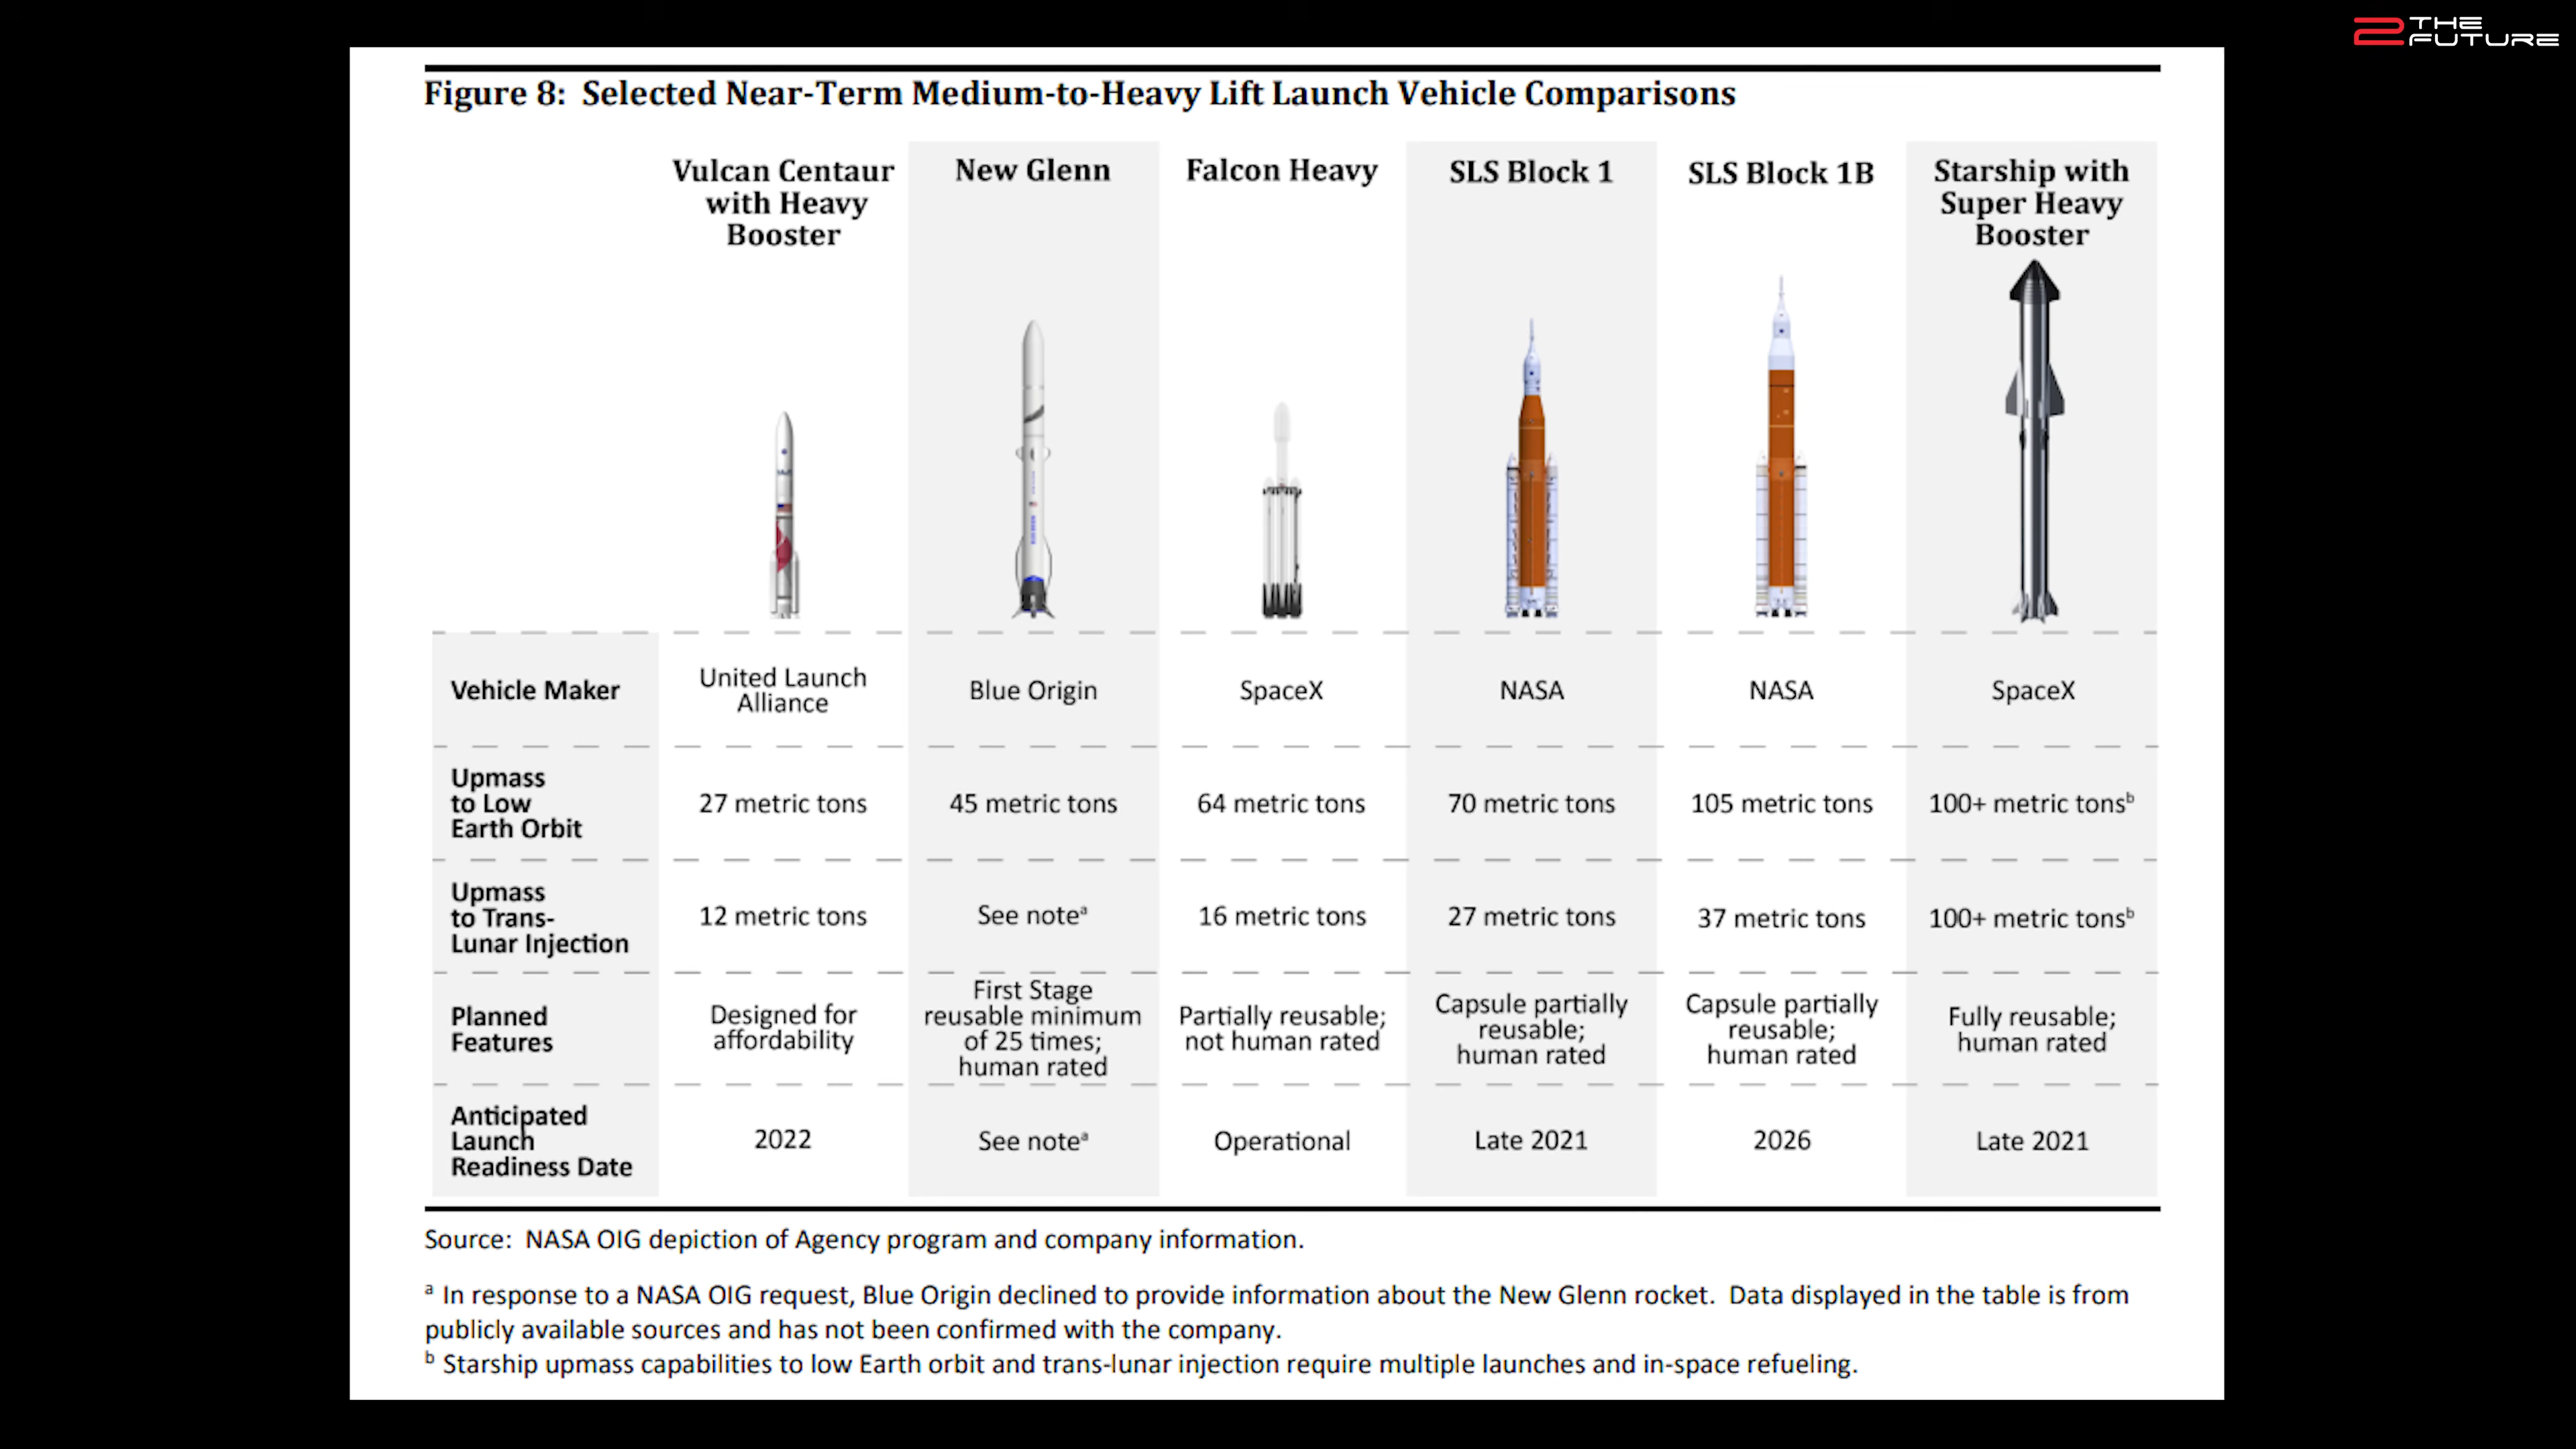 2 THE FUTURE
Figure 8: Selected Near-Term Medium-to-Heavy Lift Launch Vehicle Comparisons
Vulcan Centaur
with Heavy
Booster
New Glenn
Falcon Heavy
SLS Block 1
SLS Block 1B
Starship with
Super Heavy
Booster
Vehicle Maker
United Launch
Alliance
Blue Origin
SpaceX
NASA
NASA
SpaceX
Upmass
to Low
Earth Orbit
27 metric tons
45 metric tons
64 metric tons
70 metric tons
105 metric tons
100+ metric tonsᵇ
Upmass
to Trans-
Lunar Injection
12 metric tons
See noteᵃ
16 metric tons
27 metric tons
37 metric tons
100+ metric tonsᵇ
Planned
Features
Designed for
affordability
First Stage
reusable minimum
of 25 times;
human rated
Partially reusable;
not human rated
Capsule partially
reusable;
human rated
Capsule partially
reusable;
human rated
Fully reusable;
human rated
Anticipated
Launch
Readiness Date
2022
See noteᵃ
Operational
Late 2021
2026
Late 2021
Source: NASA OIG depiction of Agency program and company information.
ᵃ In response to a NASA OIG request, Blue Origin declined to provide information about the New Glenn rocket. Data displayed in the table is from
publicly available sources and has not been confirmed with the company.
ᵇ Starship upmass capabilities to low Earth orbit and trans-lunar injection require multiple launches and in-space refueling.